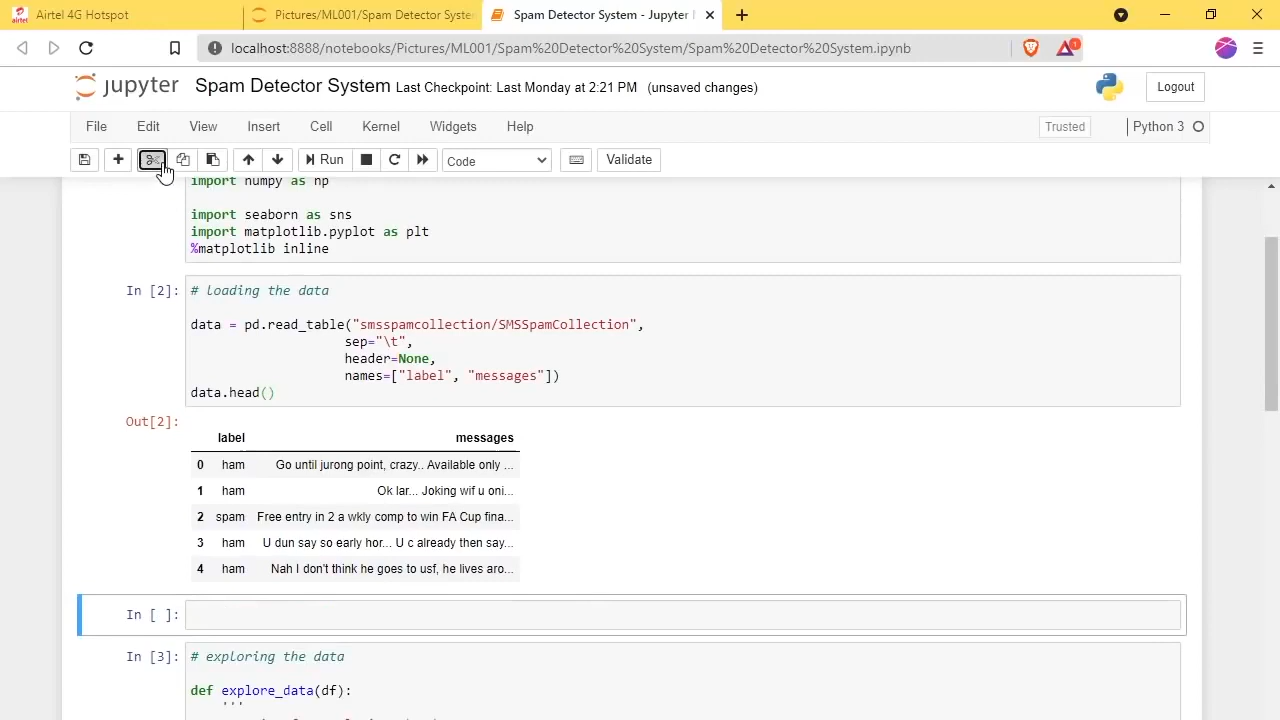 Airtel 4G Hotspot
Pictures/ML001/Spam Detector Syste
Spam Detector System - Jupyter
localhost:8888/notebooks/Pictures/ML001/Spam%20Detector%20System/Spam%20Detector%20System.ipynb
jupyter Spam Detector System Last Checkpoint: Last Monday at 2:21 PM (unsaved changes)
Logout
File Edit View Insert Cell Kernel Widgets Help
Trusted
Python 3
Run
Code
Validate
import numpy as np
import seaborn as sns
import matplotlib.pyplot as plt
%matplotlib inline
In [2]: # loading the data
data = pd.read_table("smsspamcollection/SMSSpamCollection",
sep="\t",
header=None,
names=["label", "messages"])
data.head()
Out[2]:
label messages
0 ham Go until jurong point, crazy.. Available only ...
1 ham Ok lar... Joking wif u oni...
2 spam Free entry in 2 a wkly comp to win FA Cup fina...
3 ham U dun say so early hor... U c already then say...
4 ham Nah I don't think he goes to usf, he lives aro...
In [ ]:
In [3]: # exploring the data
def explore_data(df):
'''